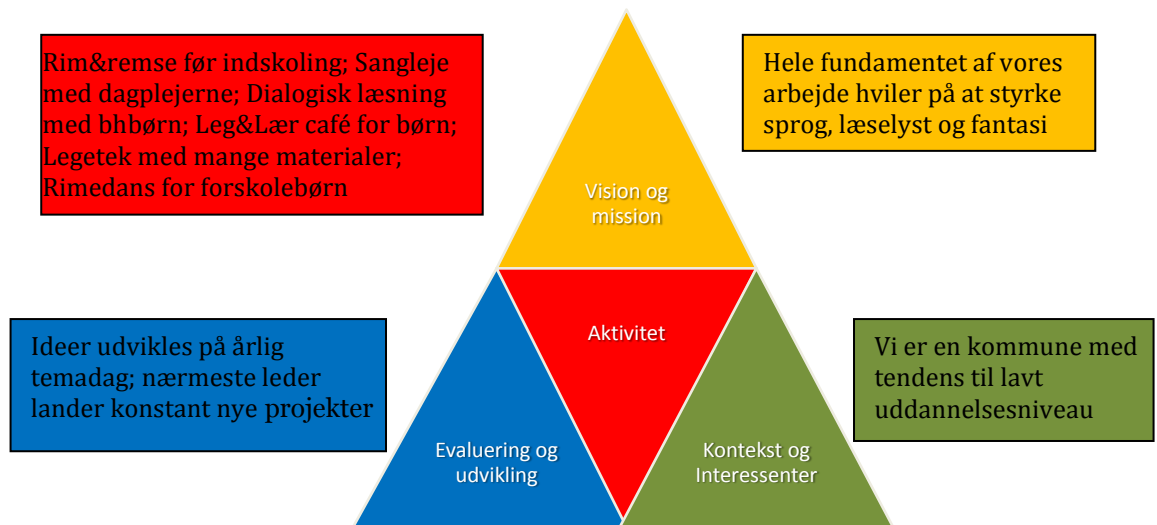 Rim&remse før indskoling; Sangleje
med dagplejerne; Dialogisk læsning
med bhbørn; Leg&Lær café for børn;
Legetek med mange materialer;
Rimedans for forskolebørn
Hele fundamentet af vores
arbejde hviler på at styrke
sprog, læselyst og fantasi
Vision og
mission
Ideer udvikles på årlig
temadag; nærmeste leder
lander konstant nye projekter
Aktivitet
Vi er en kommune med
tendens til lavt
uddannelsesniveau
Evaluering og
udvikling
Kontekst og
Interessenter